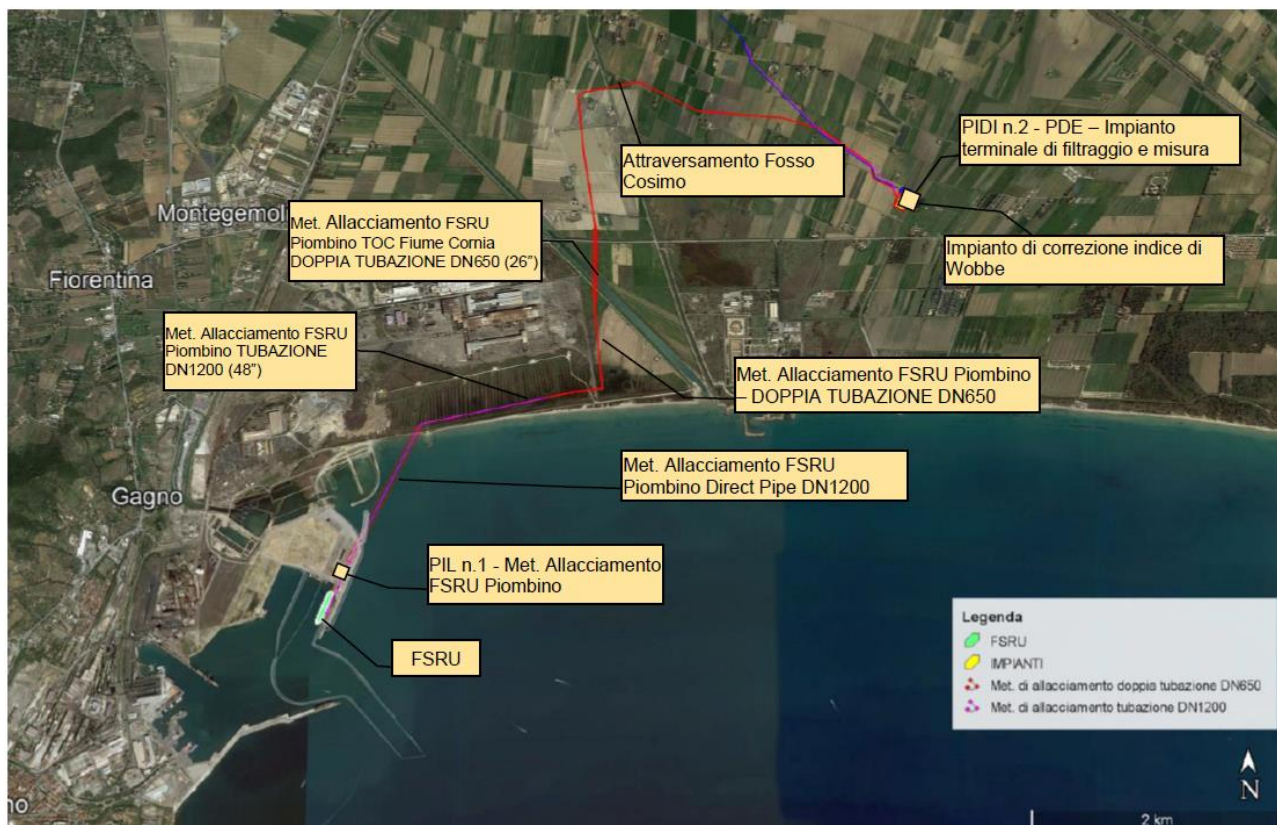 PIDI n.2 - PDE – Impianto
terminale di filtraggio e misura
Attraversamento Fosso
Cosimo
Montegemol
Met. Allacciamento FSRU
Piombino TOC Fiume Cornia
DOPPIA TUBAZIONE DN650 (26")
Impianto di correzione indice di
Wobbe
Fiorentina
Met. Allacciamento FSRU
Piombino TUBAZIONE
DN1200 (48")
Met. Allacciamento FSRU Piombino
– DOPPIA TUBAZIONE DN650
Met. Allacciamento FSRU
Piombino Direct Pipe DN1200
Gagno
PIL n.1 - Met. Allacciamento
FSRU Piombino
FSRU
Legenda
FSRU
IMPIANTI
Met. di allacciamento doppia tubazione DN650
Met. di allacciamento tubazione DN1200
N
2 km
no